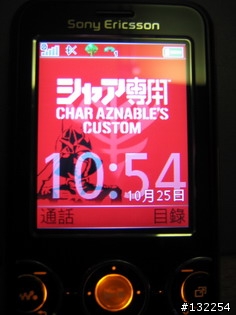 Sony Ericsson
シャア専用
CHAR AZNABLE'S
CUSTOM
10:54
10月25日
通話
目錄
#132254